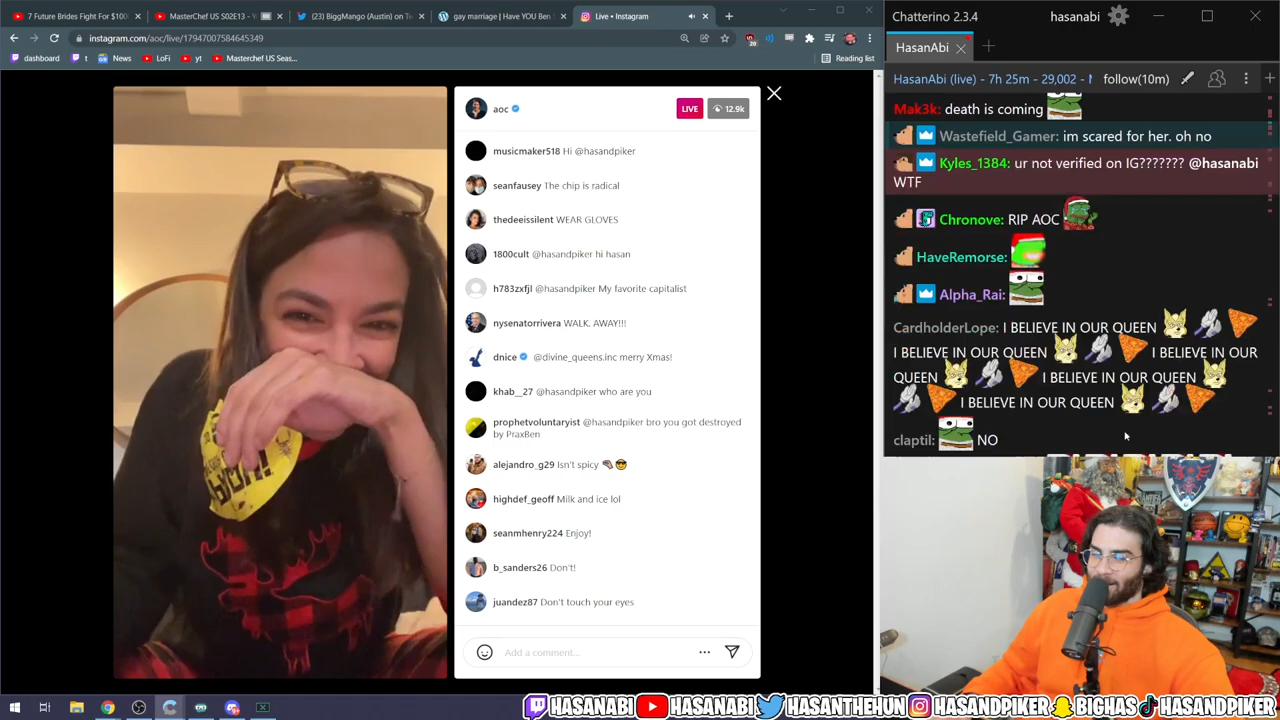 7 Future Brides Fight For $100
MasterChef US S02E13 - Y
(23) BiggMango (Austin) on Tw
gay marriage | Have YOU Ben S
Live • Instagram
instagram.com/aoc/live/17947007584645349
dashboard
t
News
LoFi
yt
Masterchef US Seas...
Reading list
aoc
LIVE
12.9k
musicmaker518 Hi @hasandpiker
seanfausey The chip is radical
thedeeissilent WEAR GLOVES
1800cult @hasandpiker hi hasan
h783zxfjl @hasandpiker My favorite capitalist
nysenatorrivera WALK. AWAY!!!
dnice @divine_queens.inc merry Xmas!
khab__27 @hasandpiker who are you
prophetvoluntaryist @hasandpiker bro you got destroyed
by PraxBen
alejandro_g29 Isn't spicy
highdef_geoff Milk and ice lol
seanmhenry224 Enjoy!
b_sanders26 Don't!
juandez87 Don't touch your eyes
Add a comment...
Chatterino 2.3.4
hasanabi
HasanAbi
HasanAbi (live) - 7h 25m - 29,002 -
follow(10m)
Mak3k: death is coming
Wastefield_Gamer: im scared for her. oh no
Kyles_1384: ur not verified on IG??????? @hasanabi
WTF
Chronove: RIP AOC
HaveRemorse:
Alpha_Rai:
CardholderLope: I BELIEVE IN OUR QUEEN
I BELIEVE IN OUR QUEEN I BELIEVE IN OUR
QUEEN I BELIEVE IN OUR QUEEN
I BELIEVE IN OUR QUEEN
claptil: NO
HASANABI
HASANABI
HASANTHEHUN
HASANDPIKER
BIGHAS
HASANDPIKER